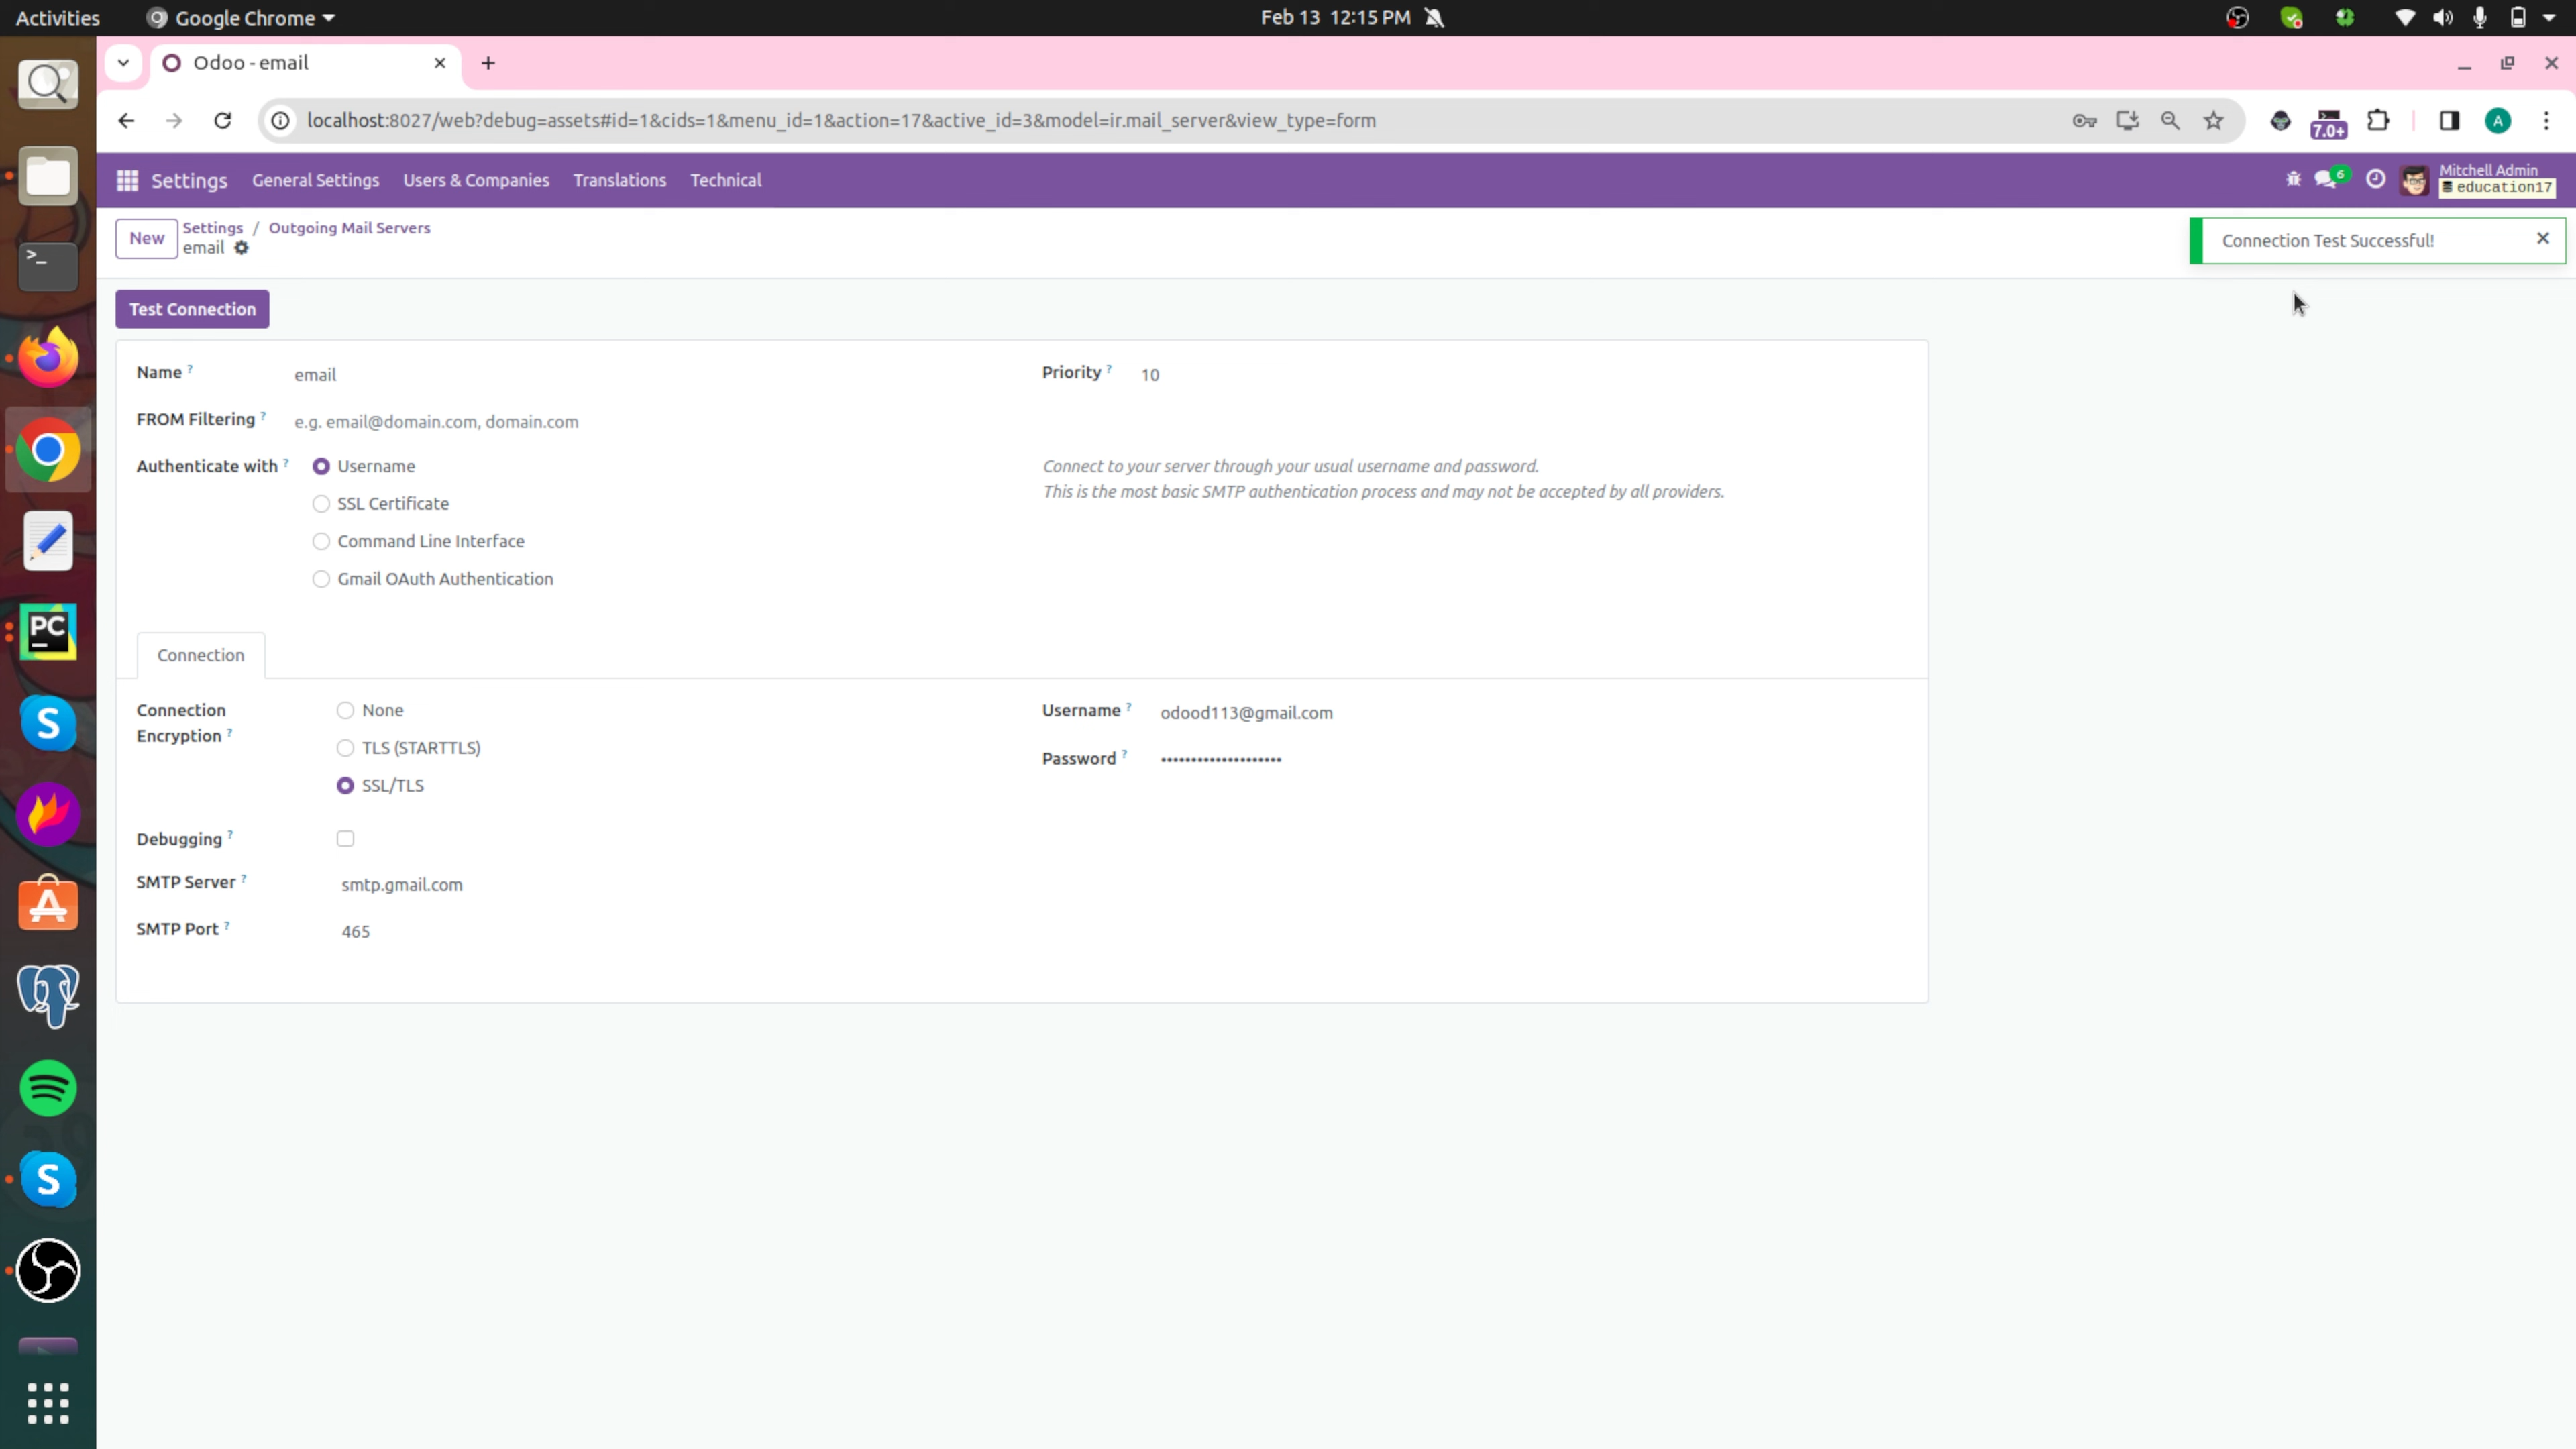 Activities Google Chrome Feb 13 12:15 PM
Odoo - email
localhost:8027/web?debug=assets#id=1&cids=1&menu_id=1&action=17&active_id=3&model=ir.mail_server&view_type=form 7.0+ A
Settings General Settings Users & Companies Translations Technical 6 Mitchell Admin
education17
New Settings / Outgoing Mail Servers
email
Connection Test Successful!
Test Connection
Name ? email Priority ? 10
FROM Filtering ? e.g. email@domain.com, domain.com
Authenticate with ? Username Connect to your server through your usual username and password.
This is the most basic SMTP authentication process and may not be accepted by all providers.
SSL Certificate
Command Line Interface
Gmail OAuth Authentication
PC
Connection
Connection None Username ? odood113@gmail.com
Encryption ? TLS (STARTTLS)
Password ? ••••••••••••••••••••
SSL/TLS
Debugging ?
SMTP Server ? smtp.gmail.com
SMTP Port ? 465